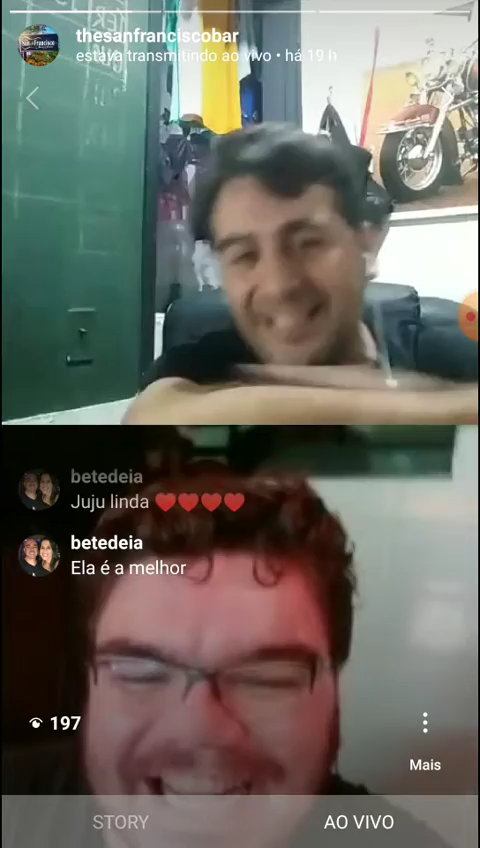 thesanfranciscobar
estava transmitindo ao vivo • há 19 h
betedeia
Juju linda ❤️❤️❤️❤️
betedeia
Ela é a melhor
197
Mais
STORY
AO VIVO